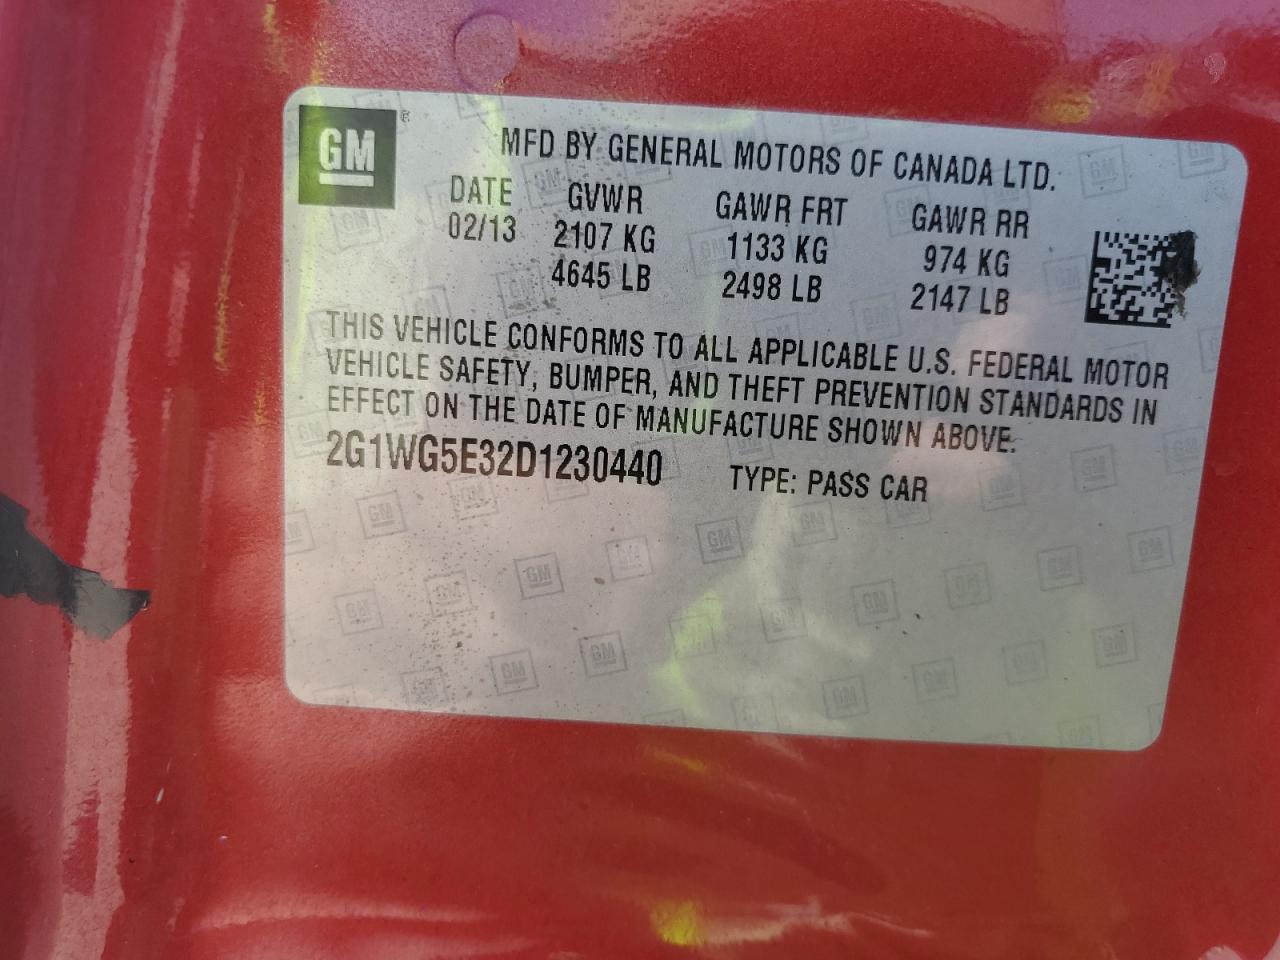 GM®
MFD BY GENERAL MOTORS OF CANADA LTD.
DATE GVWR GAWR FRT GAWR RR
02/13 2107 KG 1133 KG 974 KG
4645 LB 2498 LB 2147 LB
THIS VEHICLE CONFORMS TO ALL APPLICABLE U.S. FEDERAL MOTOR
VEHICLE SAFETY, BUMPER, AND THEFT PREVENTION STANDARDS IN
EFFECT ON THE DATE OF MANUFACTURE SHOWN ABOVE.
2G1WG5E32D1230440 TYPE: PASS CAR